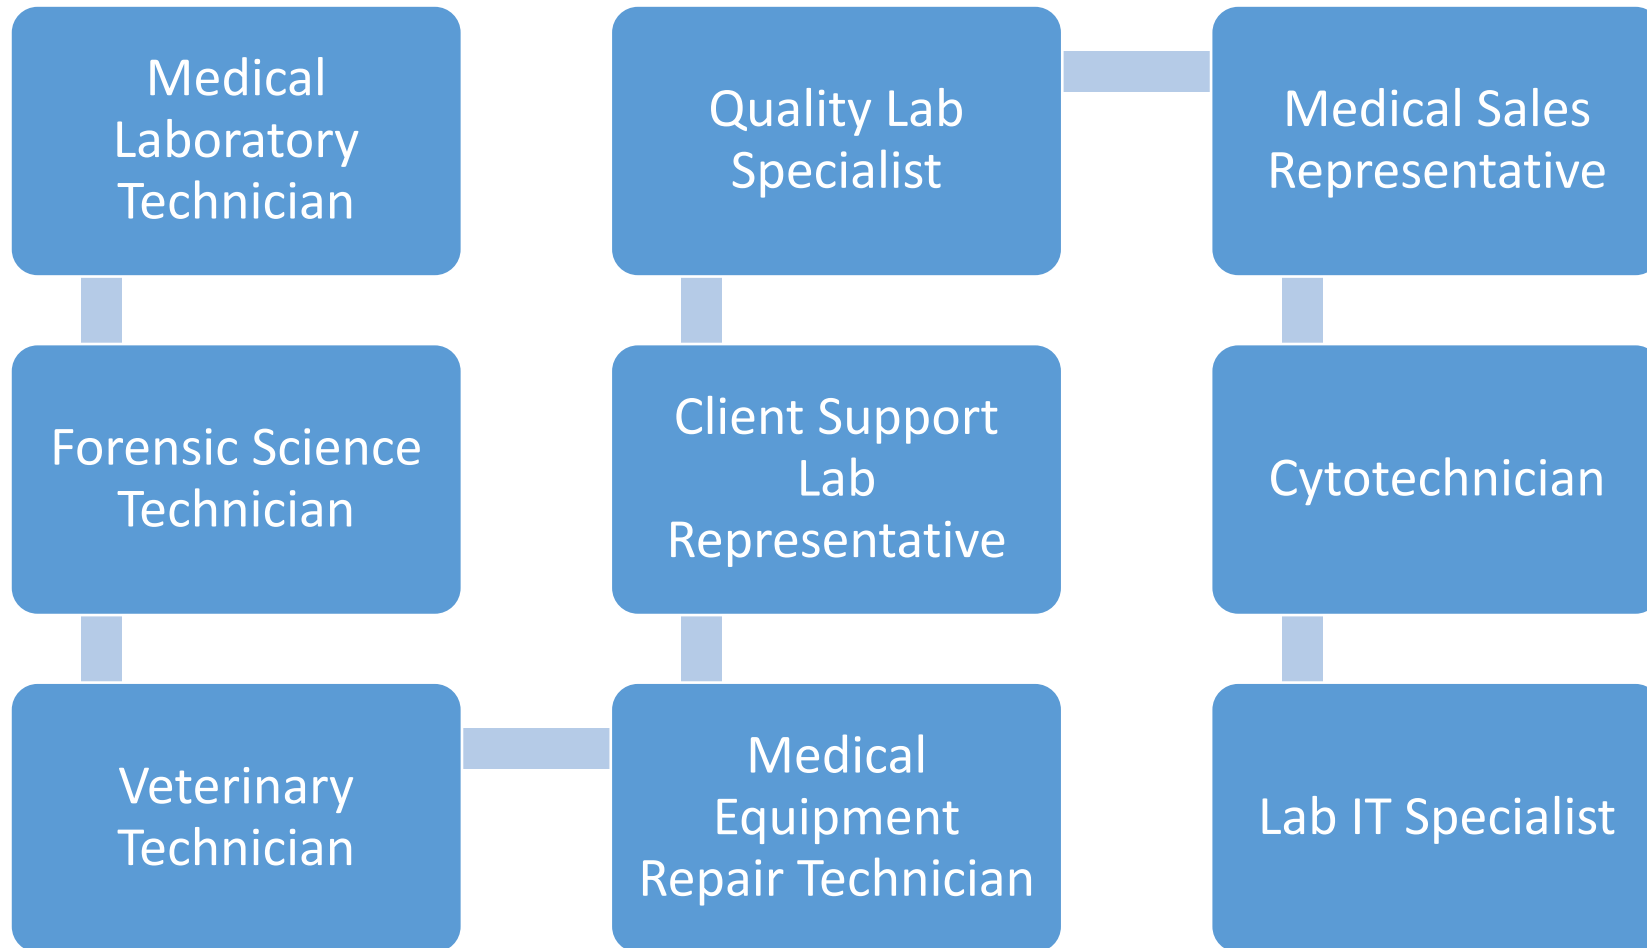 Medical
Laboratory
Technician
Forensic Science
Technician
Veterinary
Technician
Medical
Equipment
Repair Technician
Client Support
Lab
Representative
Quality Lab
Specialist
Medical Sales
Representative
Cytotechnician
Lab IT Specialist